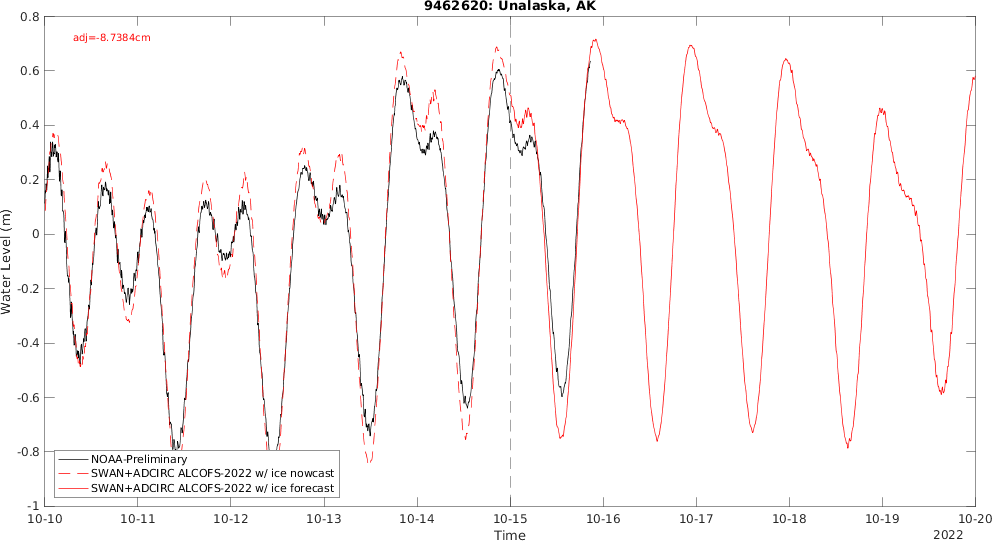 9462620: Unalaska, AK
adj=-8.7384cm
0.8
0.6
0.4
0.2
0
-0.2
-0.4
-0.6
-0.8
-1
Water Level (m)
NOAA-Preliminary
SWAN+ADCIRC ALCOFS-2022 w/ ice nowcast
SWAN+ADCIRC ALCOFS-2022 w/ ice forecast
10-10 10-11 10-12 10-13 10-14 10-15 10-16 10-17 10-18 10-19 10-20
Time
2022